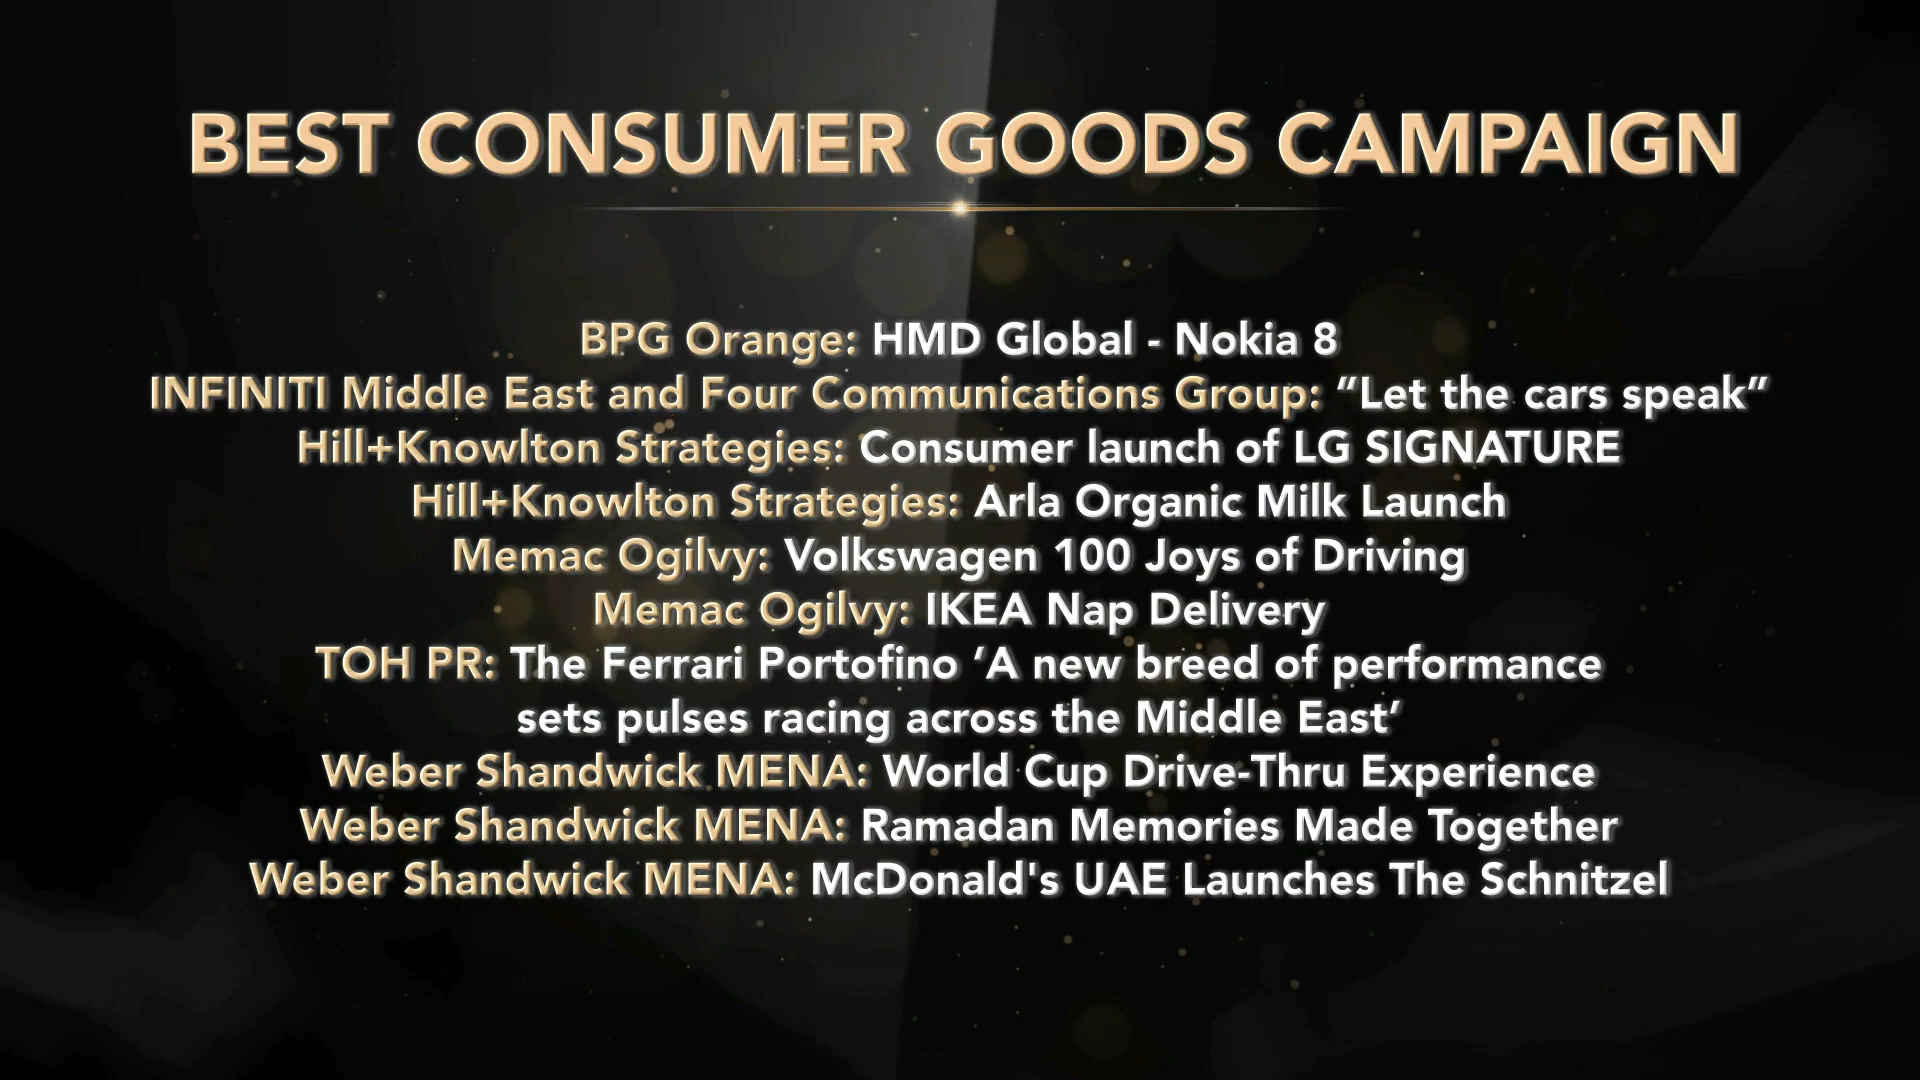 BEST CONSUMER GOODS CAMPAIGN
BPG Orange: HMD Global - Nokia 8
INFINITI Middle East and Four Communications Group: “Let the cars speak”
Hill+Knowlton Strategies: Consumer launch of LG SIGNATURE
Hill+Knowlton Strategies: Arla Organic Milk Launch
Memac Ogilvy: Volkswagen 100 Joys of Driving
Memac Ogilvy: IKEA Nap Delivery
TOH PR: The Ferrari Portofino ‘A new breed of performance
sets pulses racing across the Middle East’
Weber Shandwick MENA: World Cup Drive-Thru Experience
Weber Shandwick MENA: Ramadan Memories Made Together
Weber Shandwick MENA: McDonald's UAE Launches The Schnitzel